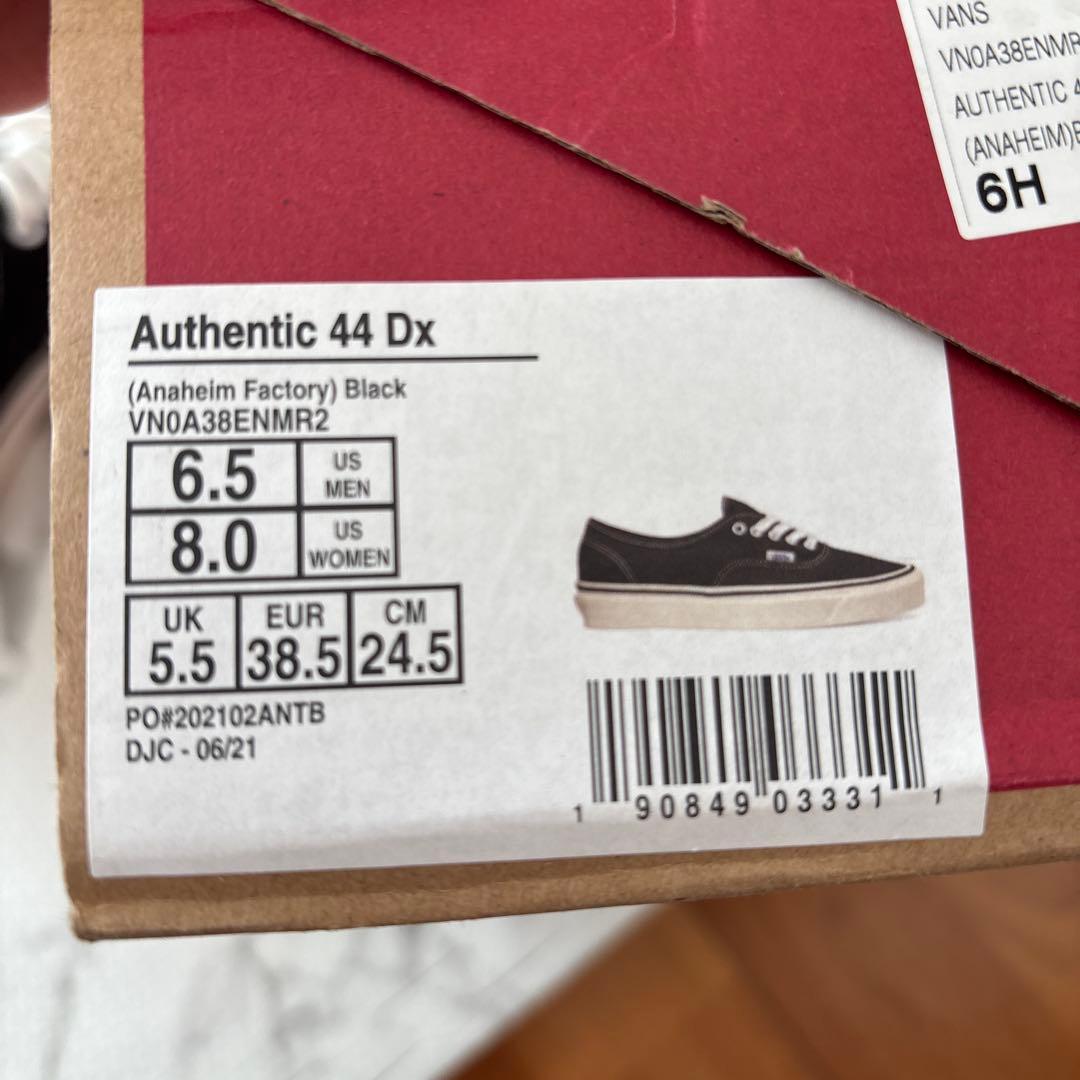 VANS
VN0A38ENMR
AUTHENTIC 4
(ANAHEIM)
6H
Authentic 44 Dx
(Anaheim Factory) Black
VN0A38ENMR2
6.5 US MEN
8.0 US WOMEN
UK EUR CM
5.5 38.5 24.5
PO#202102ANTB
DJC - 06/21
1 90849 03331 1